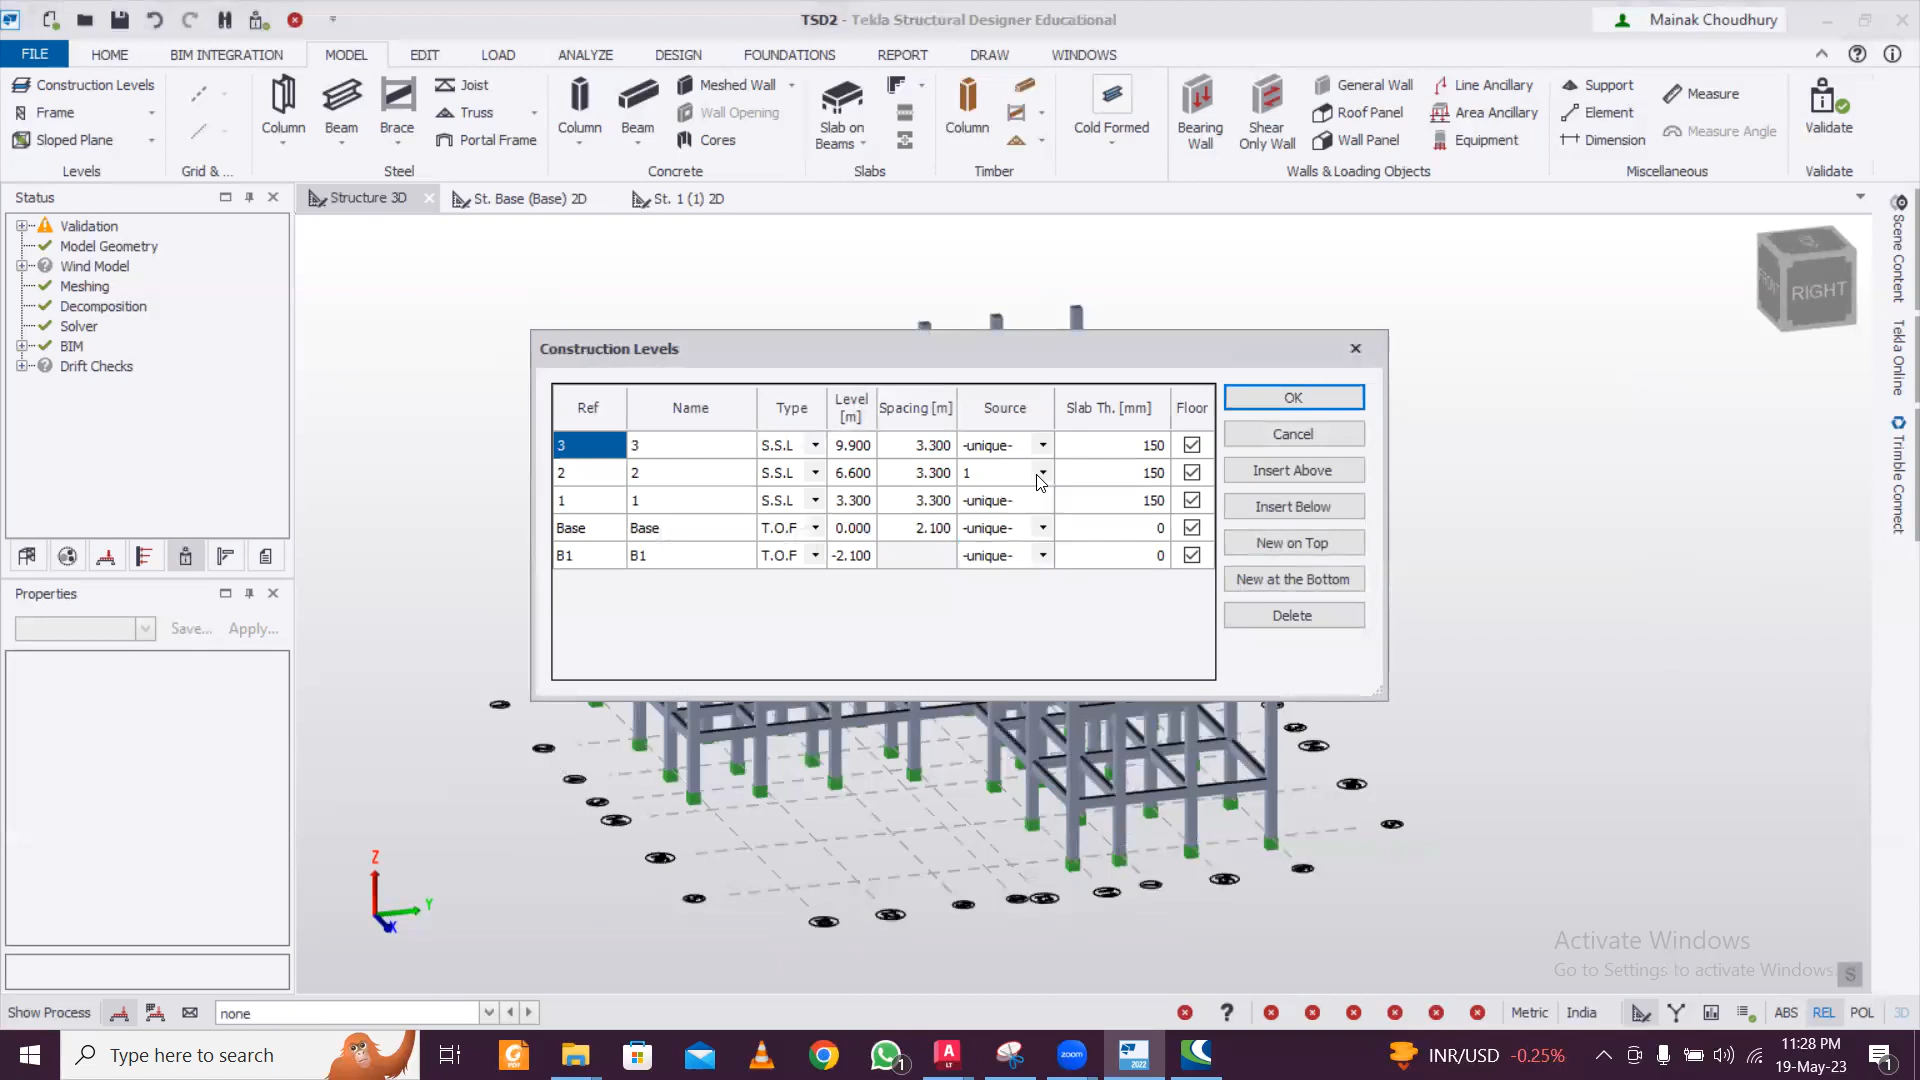 TSD2 - Tekla Structural Designer Educational
Mainak Choudhury
FILE HOME BIM INTEGRATION MODEL EDIT LOAD ANALYZE DESIGN FOUNDATIONS REPORT DRAW WINDOWS
Construction Levels
Frame
Sloped Plane
Levels
Grid & ...
Column
Beam
Brace
Joist
Truss
Portal Frame
Steel
Column
Beam
Meshed Wall
Wall Opening
Cores
Concrete
Slab on
Beams
Slabs
Column
Timber
Cold Formed
Bearing
Wall
Shear
Only Wall
General Wall
Roof Panel
Wall Panel
Line Ancillary
Area Ancillary
Equipment
Walls & Loading Objects
Support
Element
Dimension
Measure
Measure Angle
Miscellaneous
Validate
Validate
Status
Validation
Model Geometry
Wind Model
Meshing
Decomposition
Solver
BIM
Drift Checks
Properties
Save... Apply...
Structure 3D
St. Base (Base) 2D
St. 1 (1) 2D
RIGHT
FRONT
Scene Content
Tekla Online
Trimble Connect
Construction Levels
Ref Name Type Level [m] Spacing [m] Source Slab Th. [mm] Floor
3 3 S.S.L 9.900 3.300 -unique- 150
2 2 S.S.L 6.600 3.300 1 150
1 1 S.S.L 3.300 3.300 -unique- 150
Base Base T.O.F 0.000 2.100 -unique- 0
B1 B1 T.O.F -2.100 -unique- 0
OK
Cancel
Insert Above
Insert Below
New on Top
New at the Bottom
Delete
Z
Y
X
Activate Windows
Go to Settings to activate Windows.
S
Show Process
none
Metric India ABS REL POL 3D
Type here to search
1
A
LT
zoom
2022
INR/USD -0.25%
11:28 PM
19-May-23
1